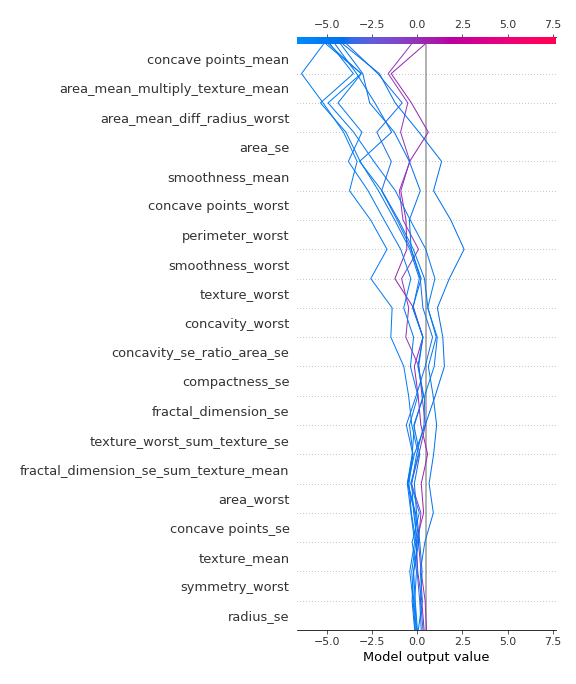 −5.0 −2.5 0.0 2.5 5.0 7.5
concave points_mean
area_mean_multiply_texture_mean
area_mean_diff_radius_worst
area_se
smoothness_mean
concave points_worst
perimeter_worst
smoothness_worst
texture_worst
concavity_worst
concavity_se_ratio_area_se
compactness_se
fractal_dimension_se
texture_worst_sum_texture_se
fractal_dimension_se_sum_texture_mean
area_worst
concave points_se
texture_mean
symmetry_worst
radius_se
−5.0 −2.5 0.0 2.5 5.0 7.5
Model output value